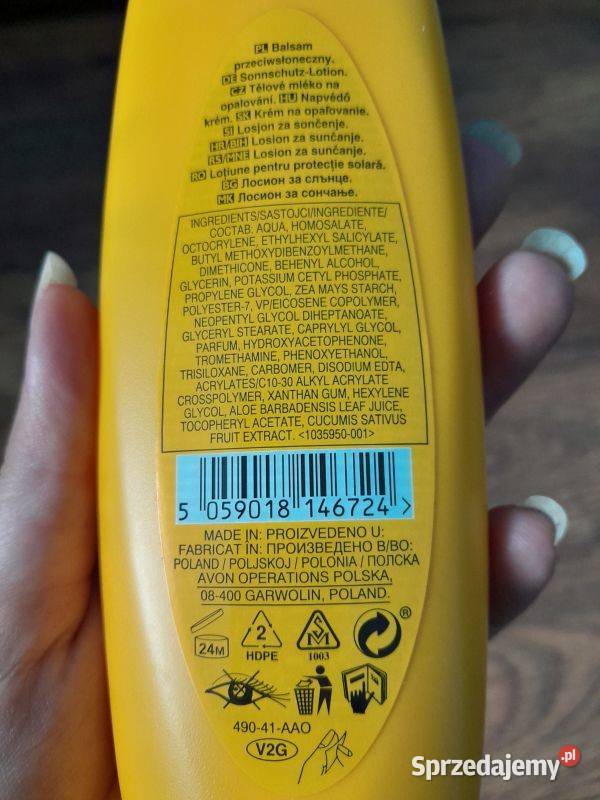 PL Balsam
przeciwsłoneczny.
DE Sonnschutz-Lotion.
CZ Tělové mléko na
opalování. HU Napvédő
krém. SK Krém na opaľovanie.
SI Losjon za sončenje.
HR/BIH Losion za sunčanje.
RS/MNE Losion za sunčanje.
RO Loțiune pentru protecție solară.
BG Лосион за слънце.
MK Лосион за сончање.
INGREDIENTS/SASTOJCI/INGREDIENTE/
СОСТАВ: AQUA, HOMOSALATE,
OCTOCRYLENE, ETHYLHEXYL SALICYLATE,
BUTYL METHOXYDIBENZOYLMETHANE,
DIMETHICONE, BEHENYL ALCOHOL,
GLYCERIN, POTASSIUM CETYL PHOSPHATE,
PROPYLENE GLYCOL, ZEA MAYS STARCH,
POLYESTER-7, VP/EICOSENE COPOLYMER,
NEOPENTYL GLYCOL DIHEPTANOATE,
GLYCERYL STEARATE, CAPRYLYL GLYCOL,
PARFUM, HYDROXYACETOPHENONE,
TROMETHAMINE, PHENOXYETHANOL,
TRISILOXANE, CARBOMER, DISODIUM EDTA,
ACRYLATES/C10-30 ALKYL ACRYLATE
CROSSPOLYMER, XANTHAN GUM, HEXYLENE
GLYCOL, ALOE BARBADENSIS LEAF JUICE,
TOCOPHERYL ACETATE, CUCUMIS SATIVUS
FRUIT EXTRACT. <1035950-001>
5 059018 146724 >
MADE IN: PROIZVEDENO U:
FABRICAT ÎN: ПРОИЗВЕДЕНО В/ВО:
POLAND / POLJSKOJ / POLONIA / ПОЛСКА
AVON OPERATIONS POLSKA,
08-400 GARWOLIN, POLAND.
24M
2
HDPE
SM
1003
®
490-41-AAO
V2G
Sprzedajemy.pl